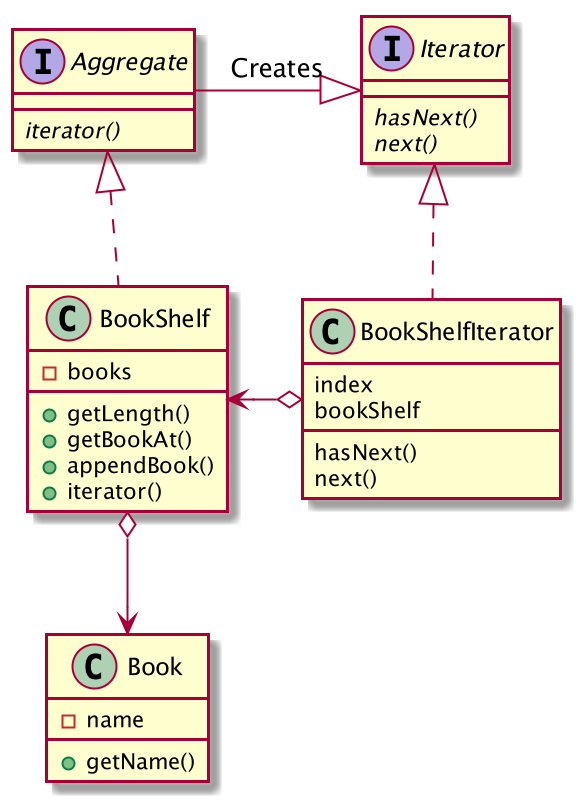 I Aggregate
iterator()
Creates
I Iterator
hasNext()
next()
C BookShelf
books
getLength()
getBookAt()
appendBook()
iterator()
C BookShelfIterator
index
bookShelf
hasNext()
next()
C Book
name
getName()